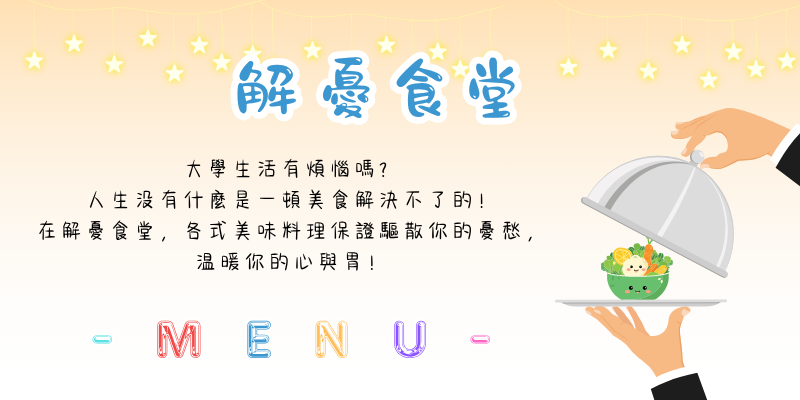 解憂食堂
大學生活有煩惱嗎?
人生沒有什麼是一頓美食解決不了的!
在解憂食堂, 各式美味料理保證驅散你的憂愁,
溫暖你的心與胃!
- MENU -